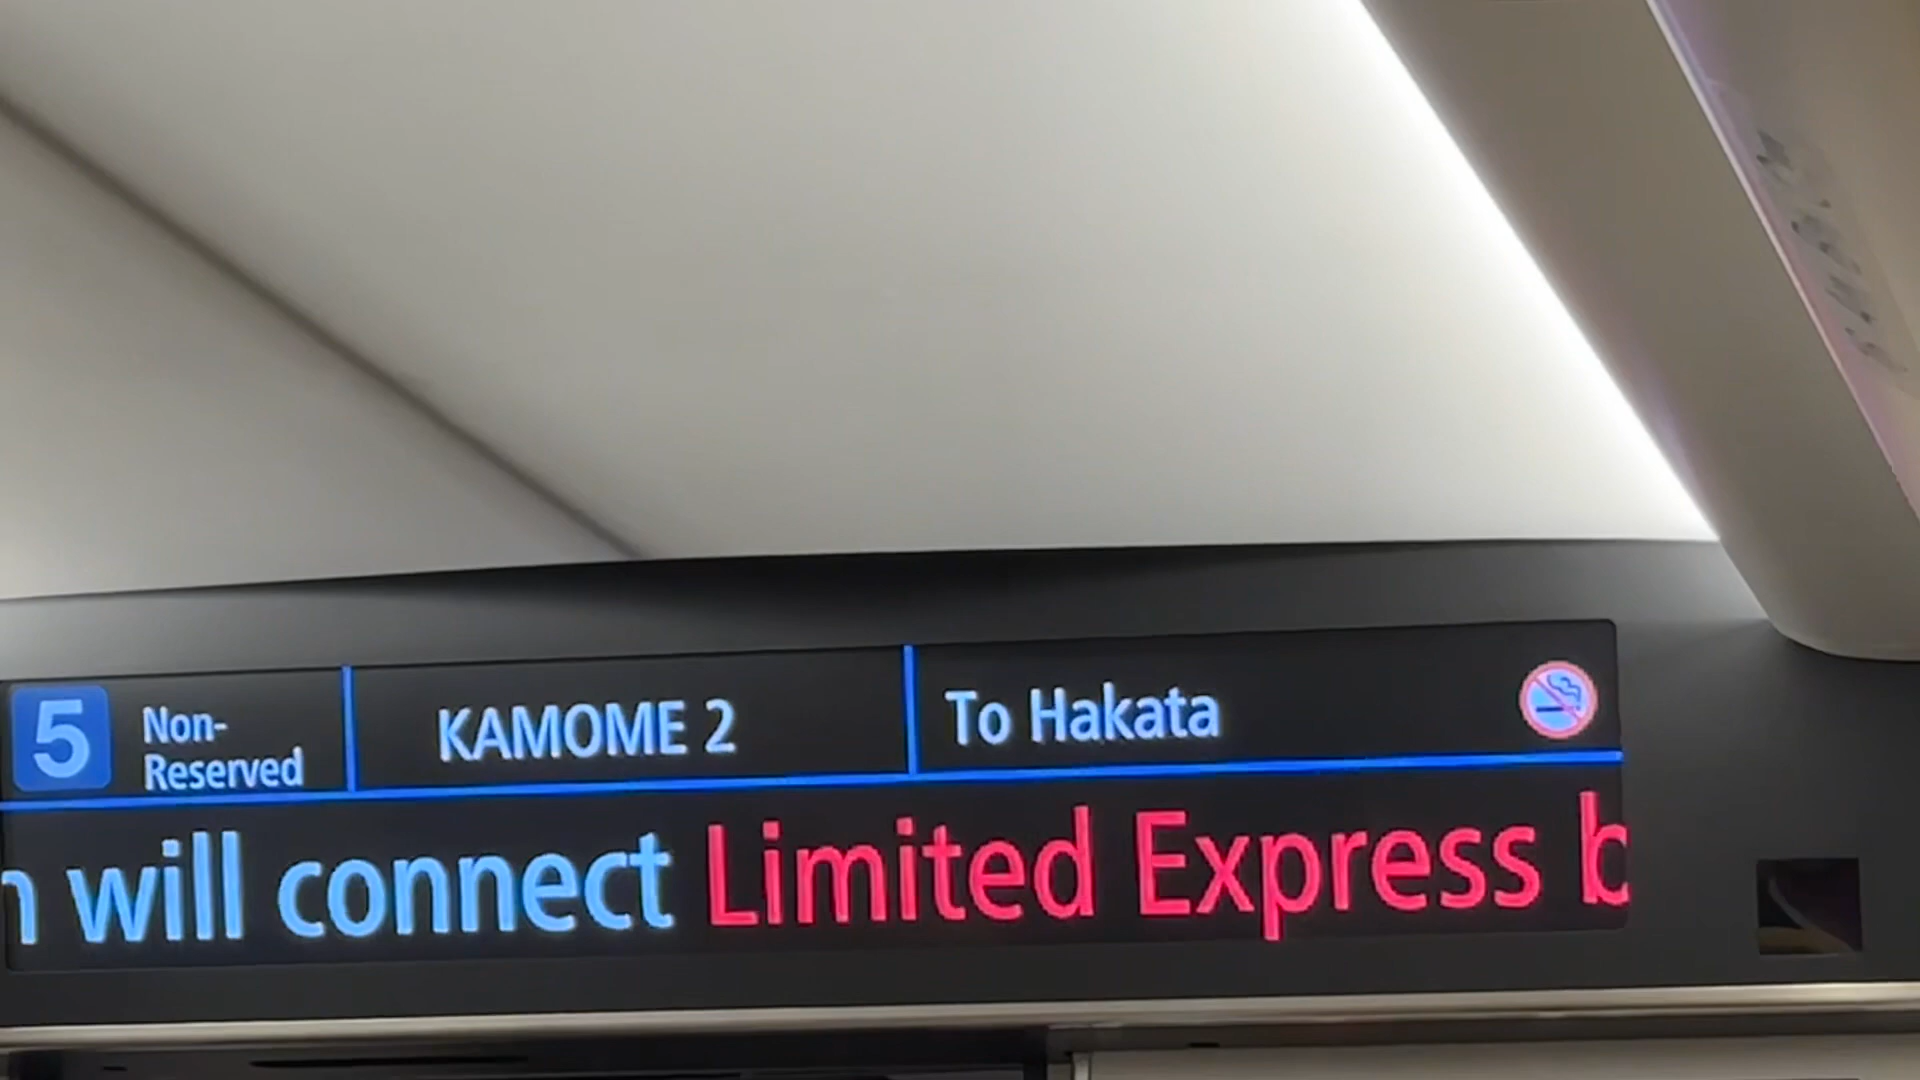 5 Non-Reserved KAMOME 2 To Hakata
will connect Limited Express